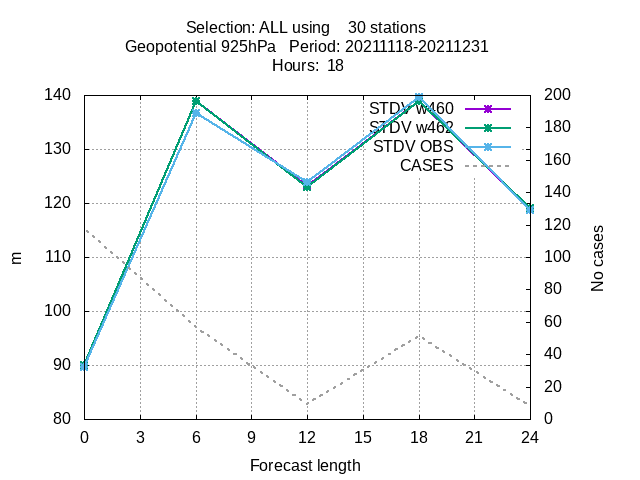 Selection: ALL using 30 stations
Geopotential 925hPa Period: 20211118-20211231
Hours: 18
140
130
120
110
100
90
80
m
200
180
160
140
120
100
80
60
40
20
0
No cases
STDV w460
STDV w462
STDV OBS
CASES
0 3 6 9 12 15 18 21 24
Forecast length